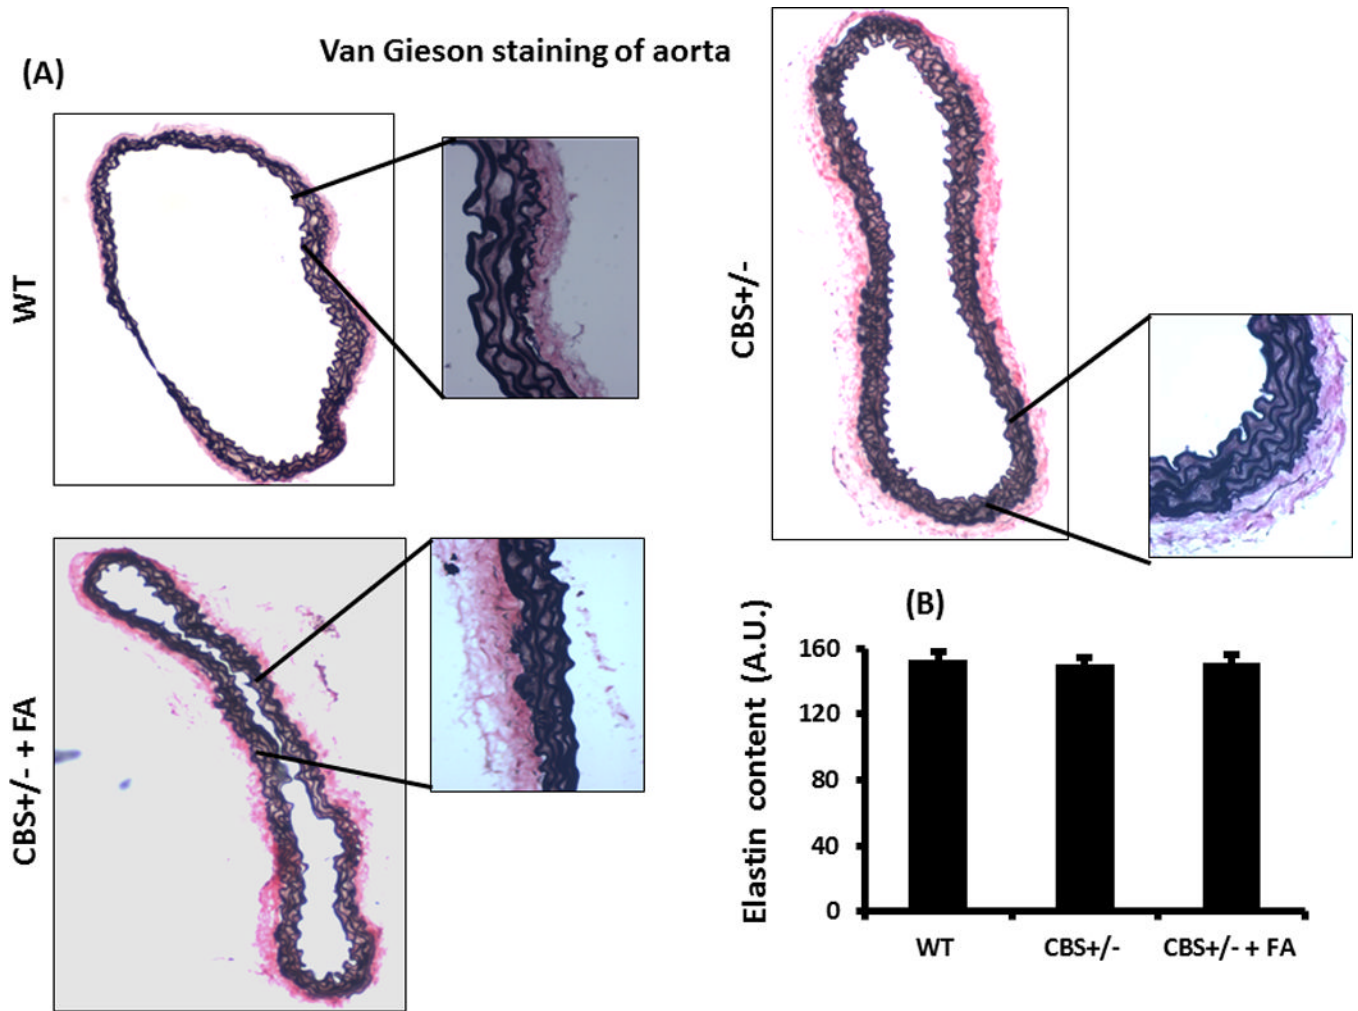 Van Gieson staining of aorta
(A)
WT
CBS+/-
CBS+/- + FA
(B)
Elastin content (A.U.)
160
120
80
40
0
WT
CBS+/-
CBS+/- + FA